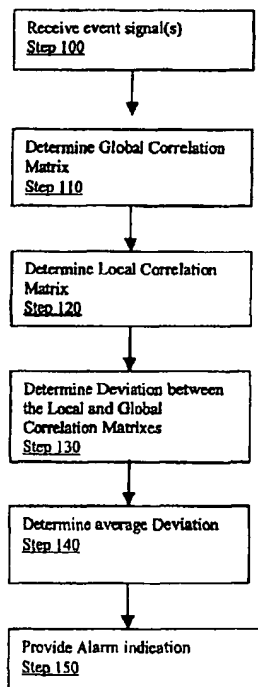 Receive event signal(s)
Step 100
Determine Global Correlation
Matrix
Step 110
Determine Local Correlation
Matrix
Step 120
Determine Deviation between
the Local and Global
Correlation Matrixes
Step 130
Determine average Deviation
Step 140
Provide Alarm indication
Step 150